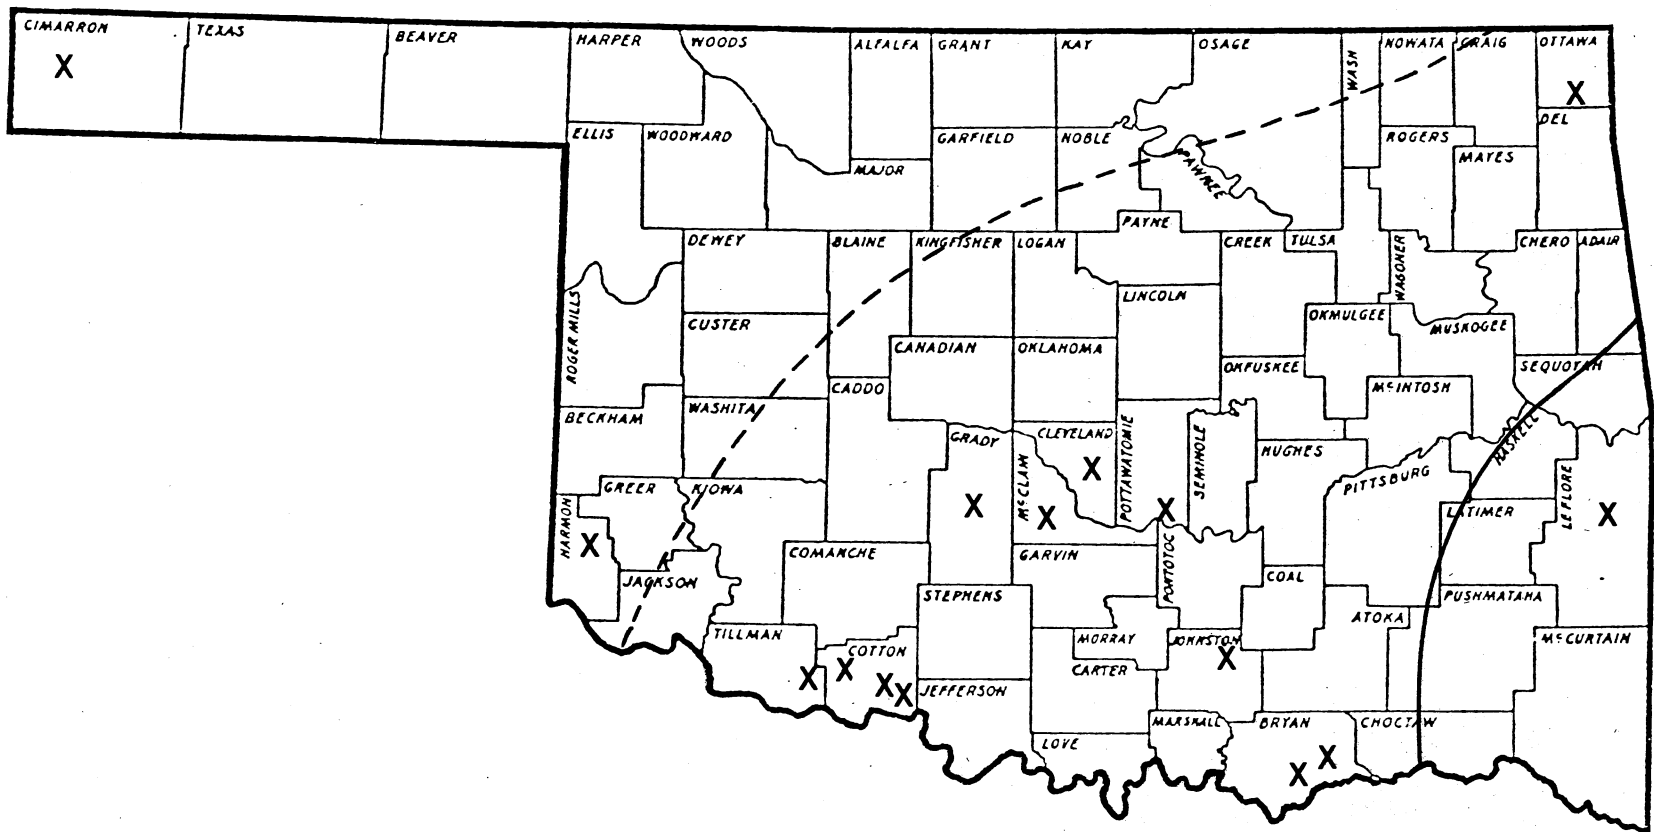 CIMARRON
TEXAS
BEAVER
HARPER
WOODS
ALFALFA
GRANT
KAY
OSAGE
WASH
NOWATA
CRAIG
OTTAWA
X
X
DEL
ELLIS
WOODWARD
GARFIELD
NOBLE
ROGERS
MAYES
MAJOR
PAWNEE
PAYNE
DEWEY
BLAINE
KINGFISHER
LOGAN
CREEK
TULSA
WAGONER
CHERO
ADAIR
LINCOLN
ROGER MILLS
CUSTER
OKMULGEE
MUSKOGEE
CANADIAN
OKLAHOMA
OKFUSKEE
SEQUOYAH
CADDO
MCINTOSH
BECKHAM
WASHITA
GRADY
CLEVELAND
POTTAWATOMIE
SEMINOLE
HUGHES
HASKELL
MCCLAIN
X
PITTSBURG
GREER
KIOWA
HARMON
X
X
X
LATIMER
LEFLORE
X
X
COMANCHE
GARVIN
PONTOTOC
JACKSON
COAL
STEPHENS
PUSHMATAHA
ATOKA
TILLMAN
COTTON
MORRAY
JOHNSTON
MCCURTAIN
X
X
X
CARTER
X
X
JEFFERSON
MARSHALL
BRYAN
CHOCTAW
LOVE
X
X